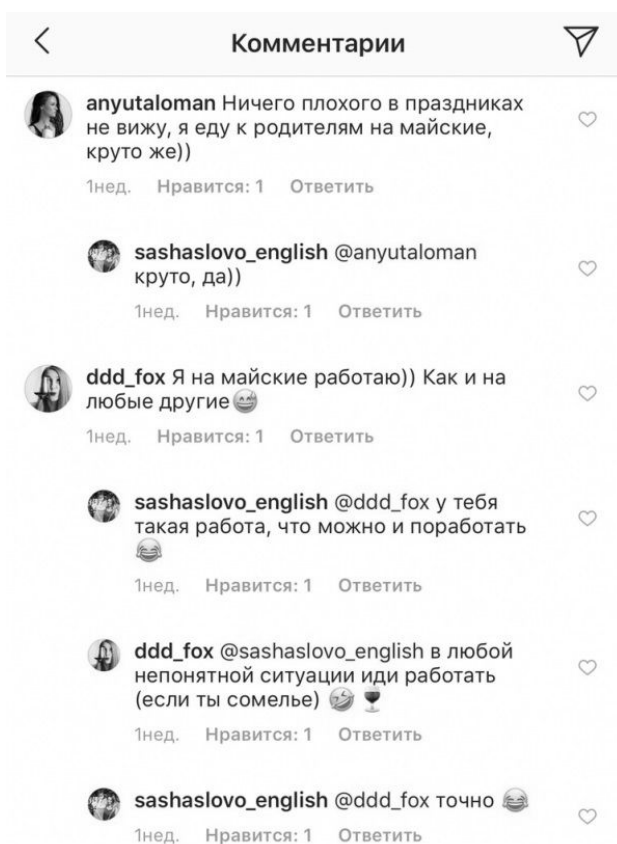 Комментарии
anyutaloman Ничего плохого в праздниках
не вижу, я еду к родителям на майские,
круто же))
1нед. Нравится: 1 Ответить
sashaslovo_english @anyutaloman
круто, да))
1нед. Нравится: 1 Ответить
ddd_fox Я на майские работаю)) Как и на
любые другие😅
1нед. Нравится: 1 Ответить
sashaslovo_english @ddd_fox у тебя
такая работа, что можно и поработать
😂
1нед. Нравится: 1 Ответить
ddd_fox @sashaslovo_english в любой
непонятной ситуации иди работать
(если ты сомелье) 🤣 🍷
1нед. Нравится: 1 Ответить
sashaslovo_english @ddd_fox точно 😂
1нед. Нравится: 1 Ответить